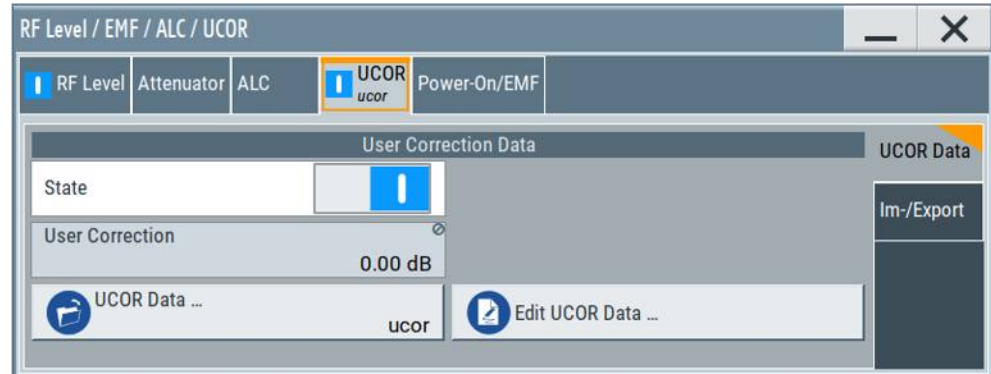 RF Level / EMF / ALC / UCOR
RF Level
Attenuator
ALC
UCOR
ucor
Power-On/EMF
User Correction Data
UCOR Data
State
Im-/Export
User Correction
0.00 dB
UCOR Data ...
ucor
Edit UCOR Data ...